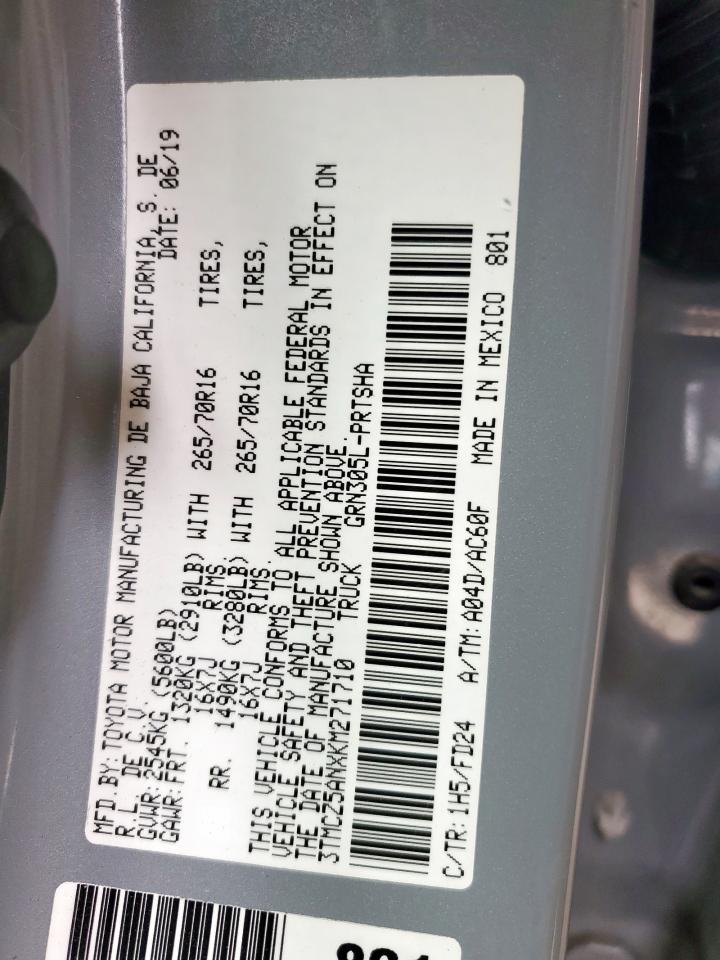 MFD.BY: TOYOTA MOTOR MANUFACTURING DE BAJA CALIFORNIA, S. DE
R.L. DE C.V. DATE: 06/19
GVWR: 2545KG (5600LB)
GAWR: FRT. 1320KG (2910LB) WITH 265/70R16 TIRES,
16X7J RIMS.
RR. 1490KG (3280LB) WITH 265/70R16 TIRES,
16X7J RIMS.
THIS VEHICLE CONFORMS TO ALL APPLICABLE FEDERAL MOTOR
VEHICLE SAFETY AND THEFT PREVENTION STANDARDS IN EFFECT ON
THE DATE OF MANUFACTURE SHOWN ABOVE.
3TMCZ5ANXKM271710 TRUCK GRN305L-PRTSHA
C/TR: 1H5/FD24 A/TM: A04D/AC60F MADE IN MEXICO 801